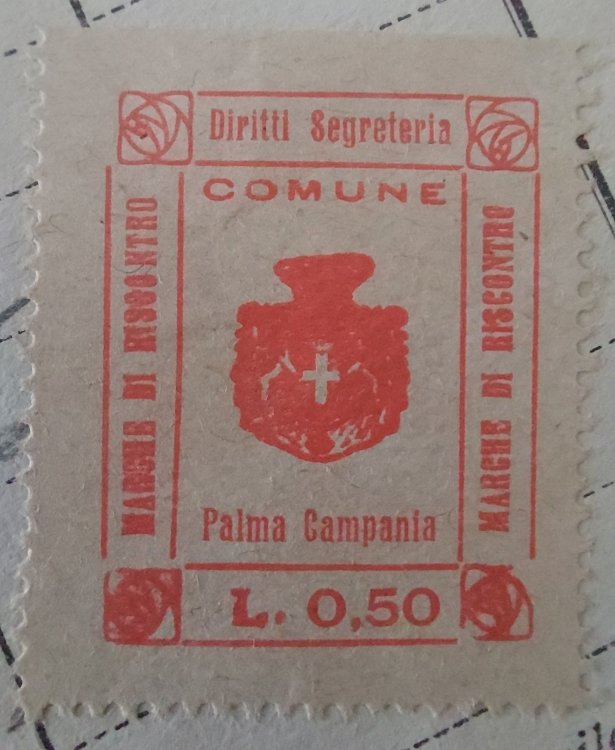 Diritti Segreteria
COMUNE
MARCHE DI RISCONTRO
MARCHE DI RISCONTRO
Palma Campania
L. 0,50